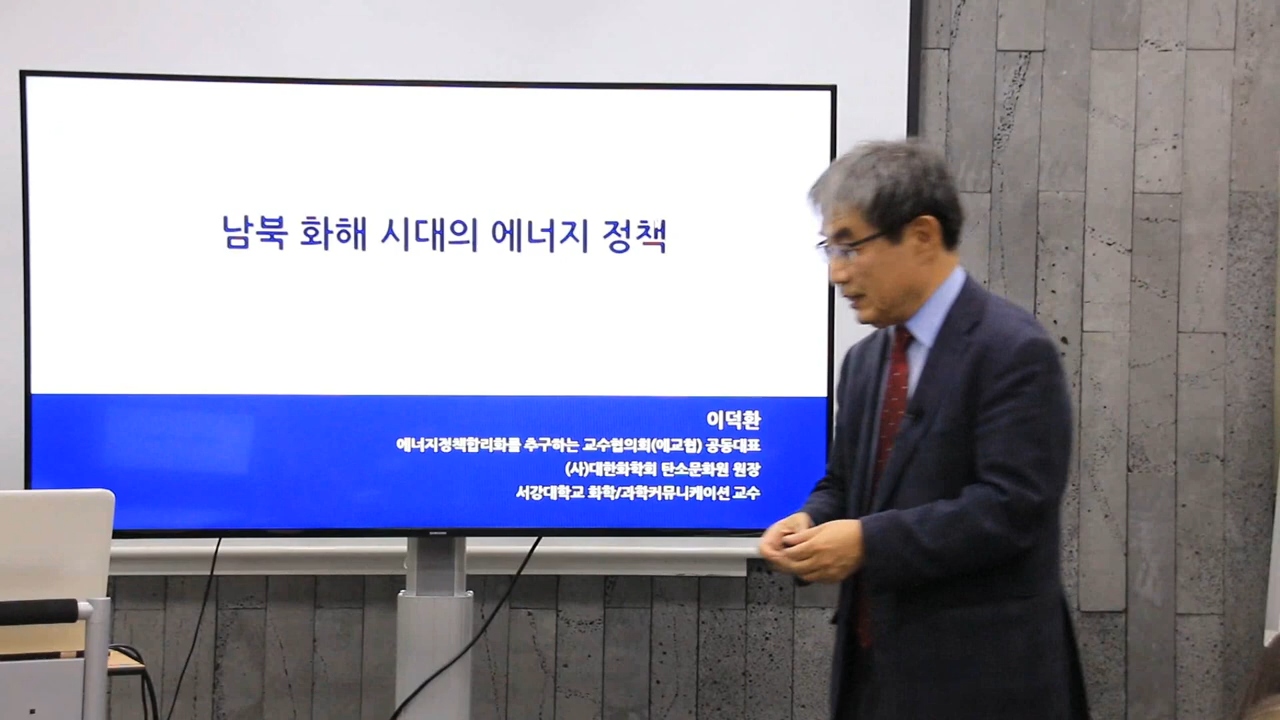 남북 화해 시대의 에너지 정책
이덕환
에너지정책합리화를 추구하는 교수협의회(에교협) 공동대표
(사)대한화학회 탄소문화원 원장
서강대학교 화학/과학커뮤니케이션 교수